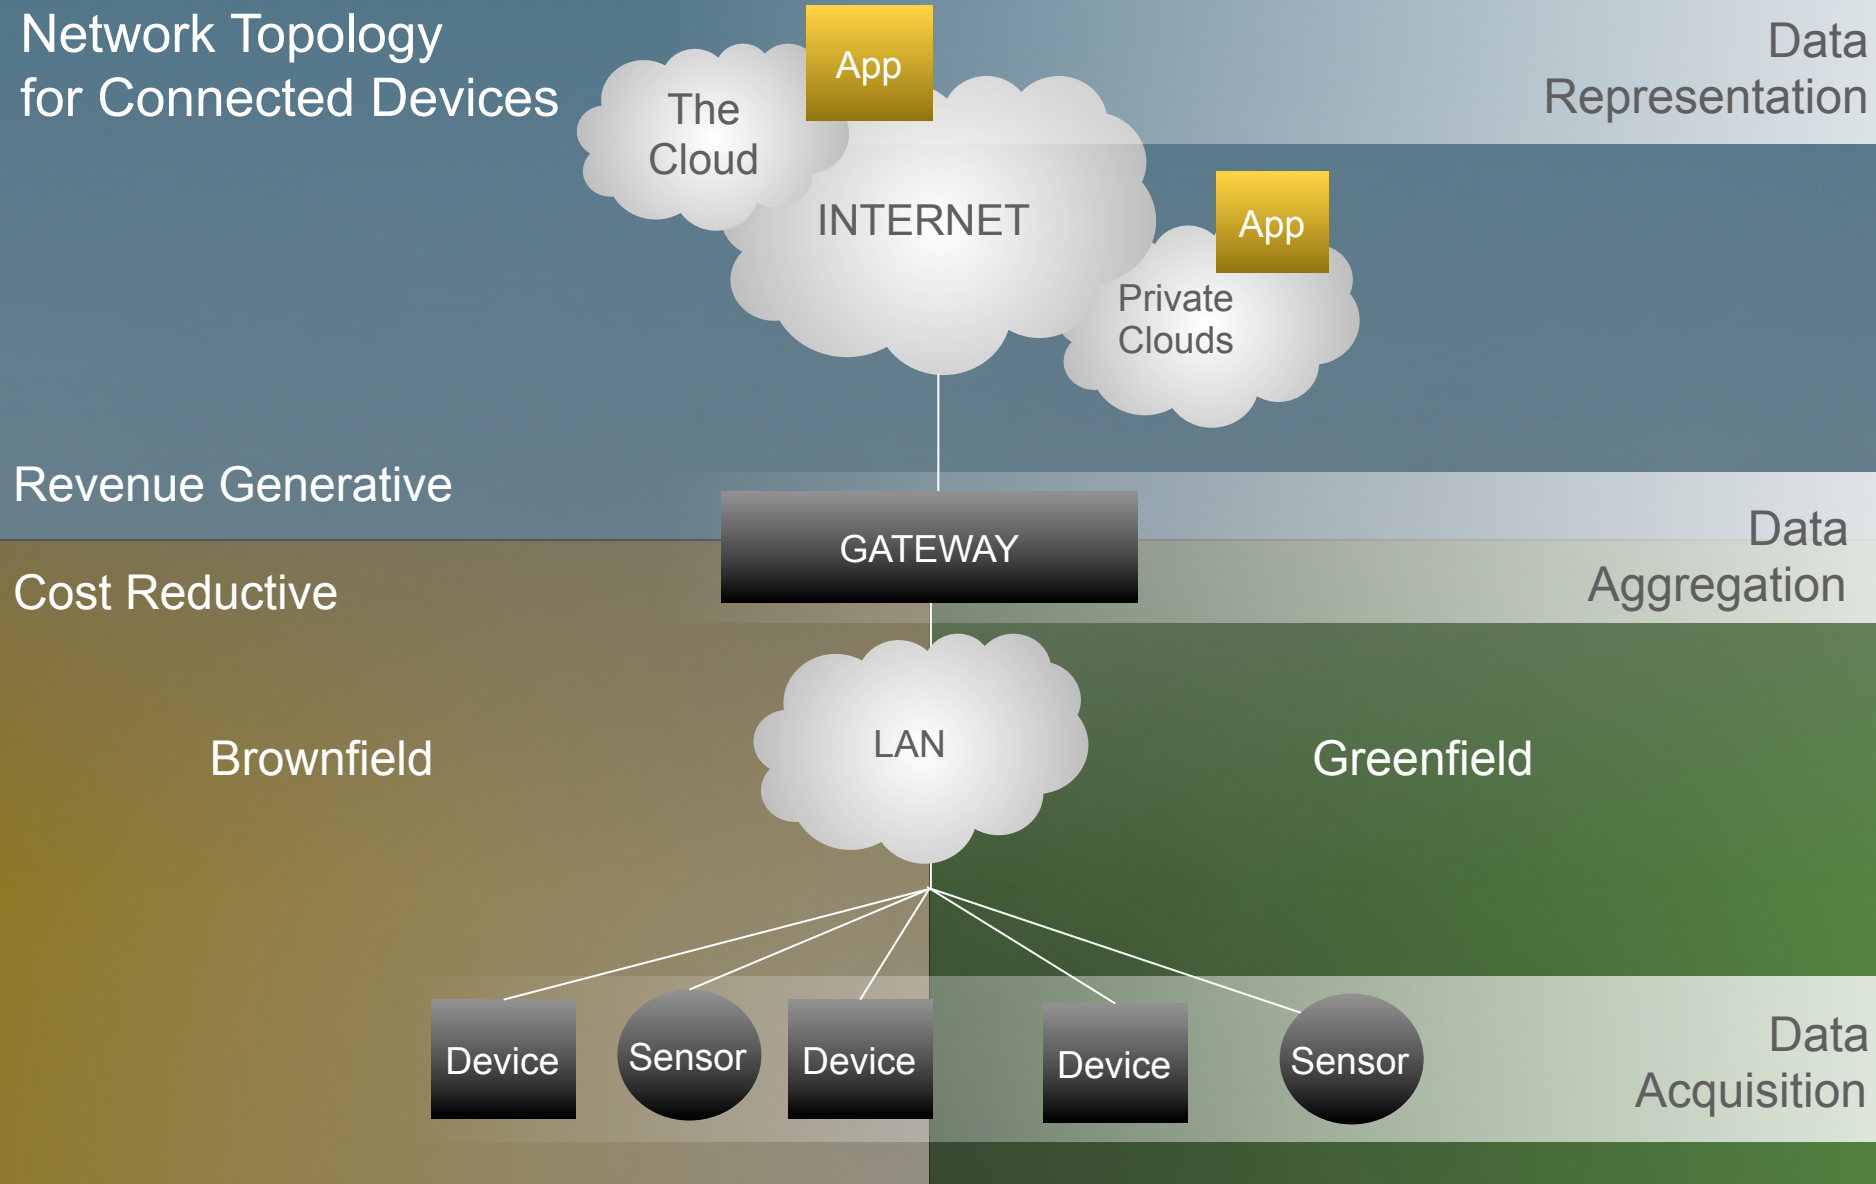 Network Topology
for Connected Devices
App
Data
Representation
The
Cloud
INTERNET
App
Private
Clouds
Revenue Generative
Data
Aggregation
GATEWAY
Cost Reductive
Brownfield
LAN
Greenfield
Device
Sensor
Device
Device
Sensor
Data
Acquisition